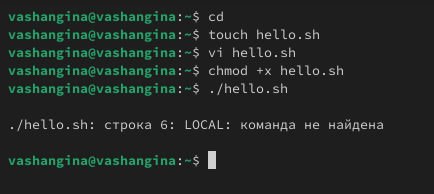 vashangina@vashangina:~$ cd
vashangina@vashangina:~$ touch hello.sh
vashangina@vashangina:~$ vi hello.sh
vashangina@vashangina:~$ chmod +x hello.sh
vashangina@vashangina:~$ ./hello.sh
./hello.sh: строка 6: LOCAL: команда не найдена
vashangina@vashangina:~$